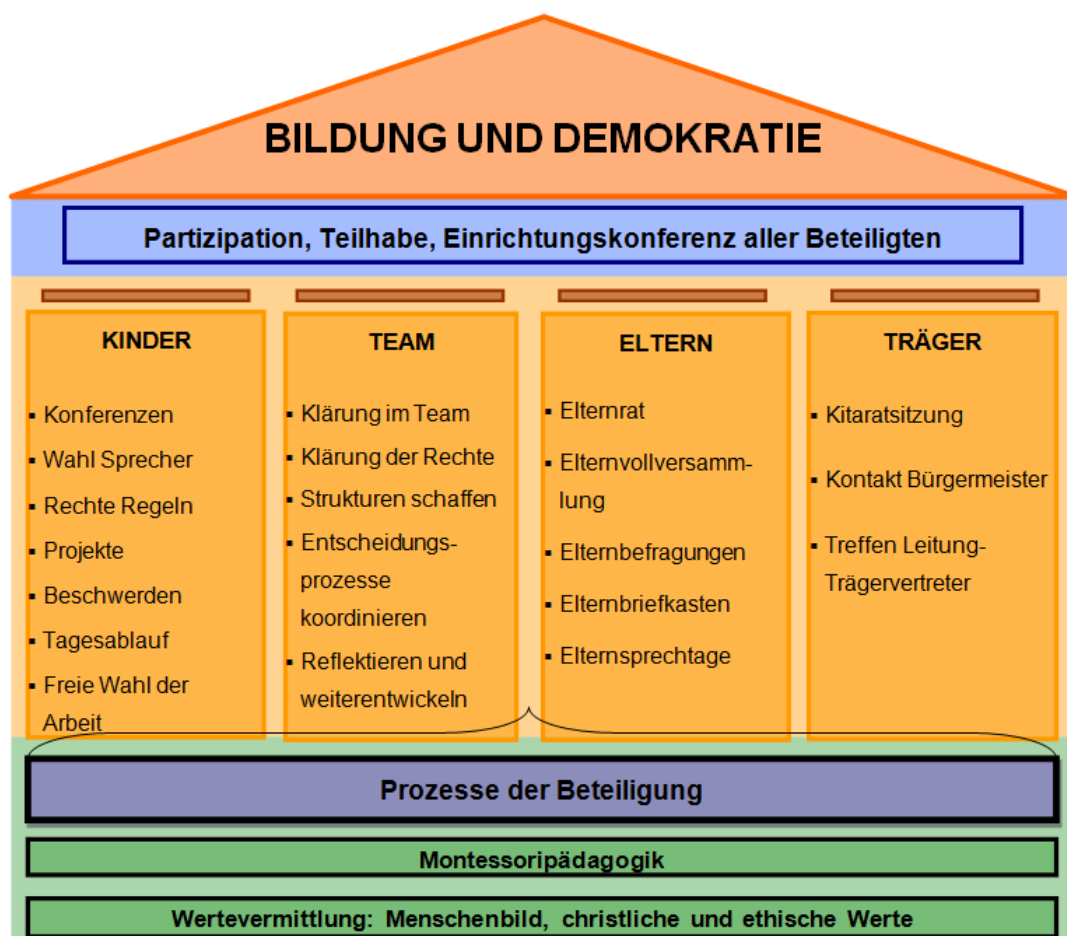 BILDUNG UND DEMOKRATIE
Partizipation, Teilhabe, Einrichtungskonferenz aller Beteiligten
KINDER
▪ Konferenzen
▪ Wahl Sprecher
▪ Rechte Regeln
▪ Projekte
▪ Beschwerden
▪ Tagesablauf
▪ Freie Wahl der
Arbeit
TEAM
▪ Klärung im Team
▪ Klärung der Rechte
▪ Strukturen schaffen
▪ Entscheidungs-
prozesse
koordinieren
▪ Reflektieren und
weiterentwickeln
ELTERN
▪ Elternrat
▪ Elternvollversamm-
lung
▪ Elternbefragungen
▪ Elternbriefkasten
▪ Elternsprechtage
TRÄGER
▪ Kitaratsitzung
▪ Kontakt Bürgermeister
▪ Treffen Leitung-
Trägervertreter
Prozesse der Beteiligung
Montessoripädagogik
Wertevermittlung: Menschenbild, christliche und ethische Werte